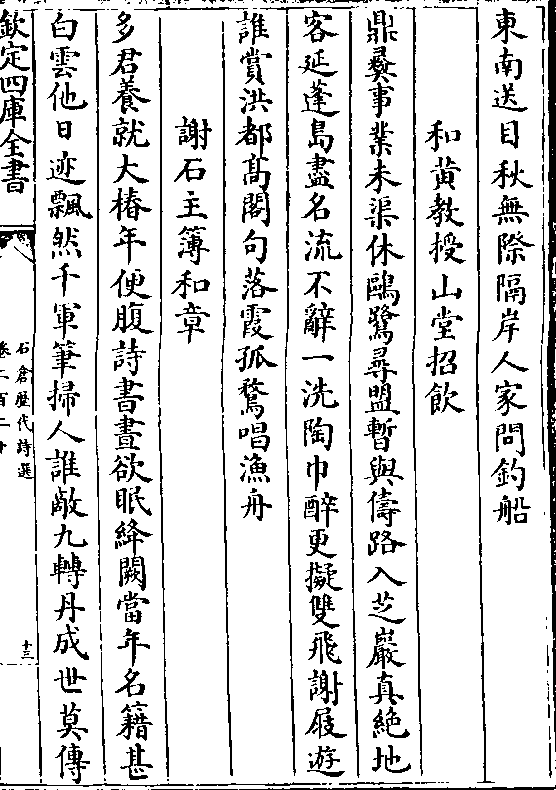 東南送目秋無際隔岸人家問釣船
和黄教授山堂招飲
鼎彞事業未渠休鷗鷺尋盟暫與儔路入芝巖真絶地
客延蓬島盡名流不辭一洗陶巾醉更擬雙飛謝屐遊
誰賞洪都髙閣句落霞孤鶩唱漁舟
謝石主簿和章
多君養就大椿年便腹詩書晝欲眠絳闕當年名籍甚
白雲他日迹飄然千軍筆掃人誰敵九轉丹成世莫傳
欽定四庫全書
石倉歴代詩選
十三